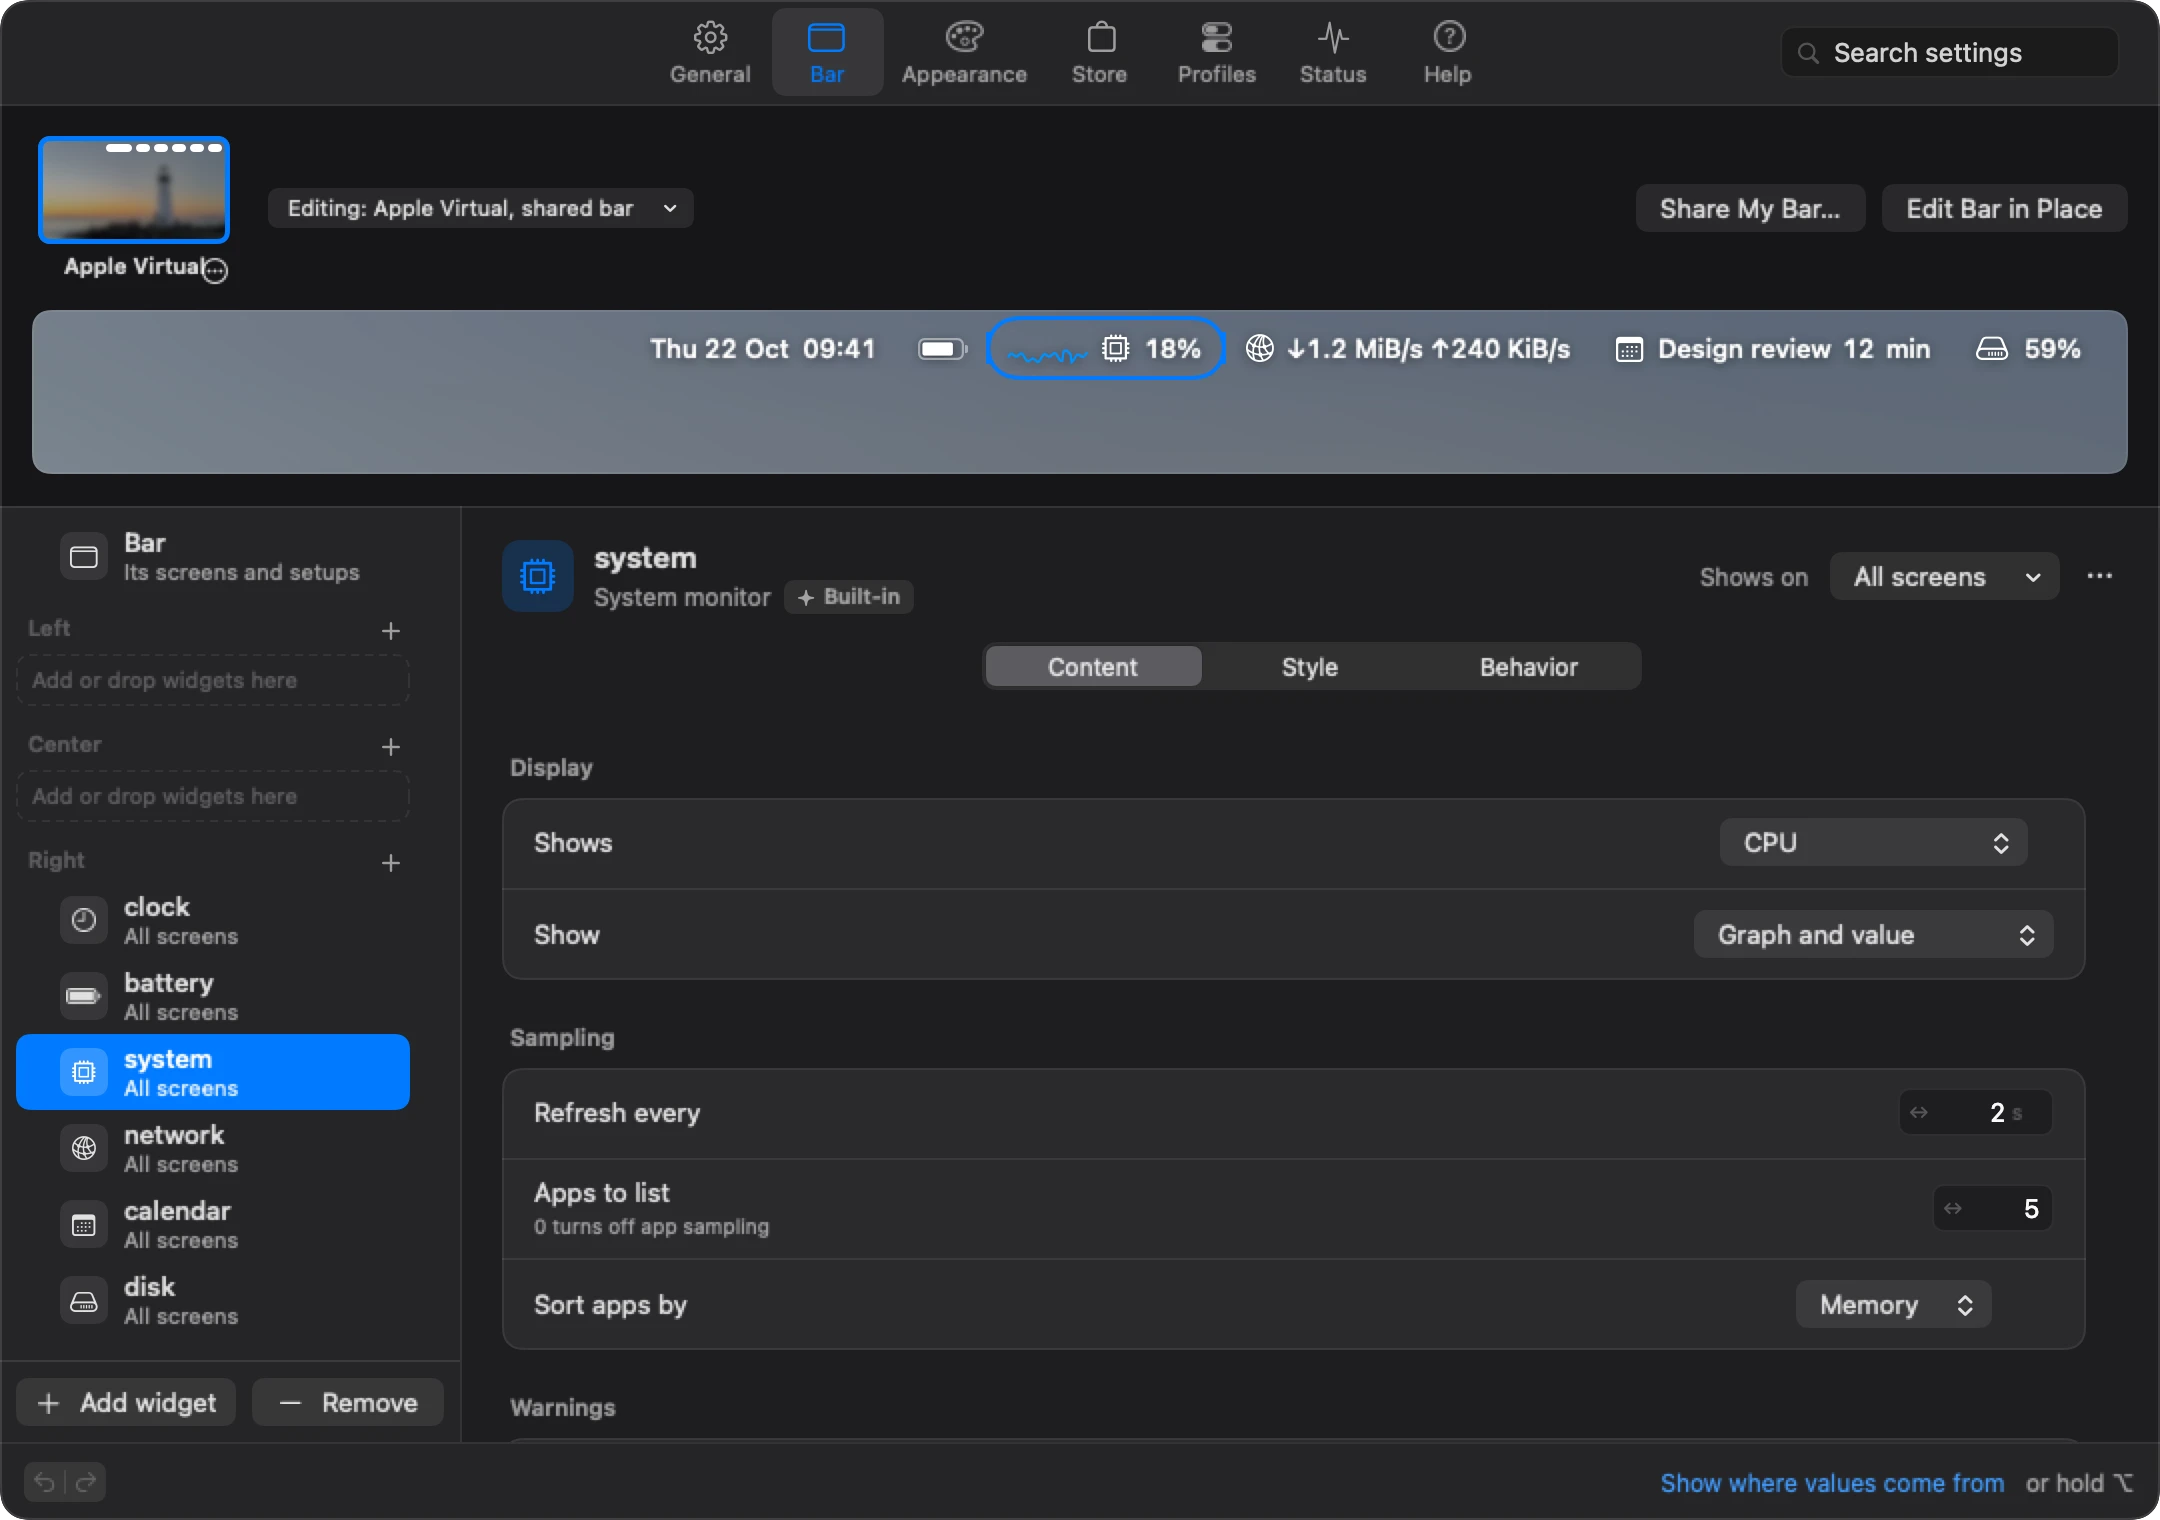 General
Bar
Appearance
Store
Profiles
Status
Help
Search settings
Editing: Apple Virtual, shared bar
Share My Bar...
Edit Bar in Place
Apple Virtual
Thu 22 Oct 09:41
18%
↓1.2 MiB/s ↑240 KiB/s
Design review 12 min
59%
Bar
Its screens and setups
Left
Add or drop widgets here
Center
Add or drop widgets here
Right
clock
All screens
battery
All screens
system
All screens
network
All screens
calendar
All screens
disk
All screens
Add widget
Remove
system
System monitor
Built-in
Shows on
All screens
Content
Style
Behavior
Display
Shows
CPU
Show
Graph and value
Sampling
Refresh every
2 s
Apps to list
0 turns off app sampling
5
Sort apps by
Memory
Warnings
Show where values come from or hold ⌥